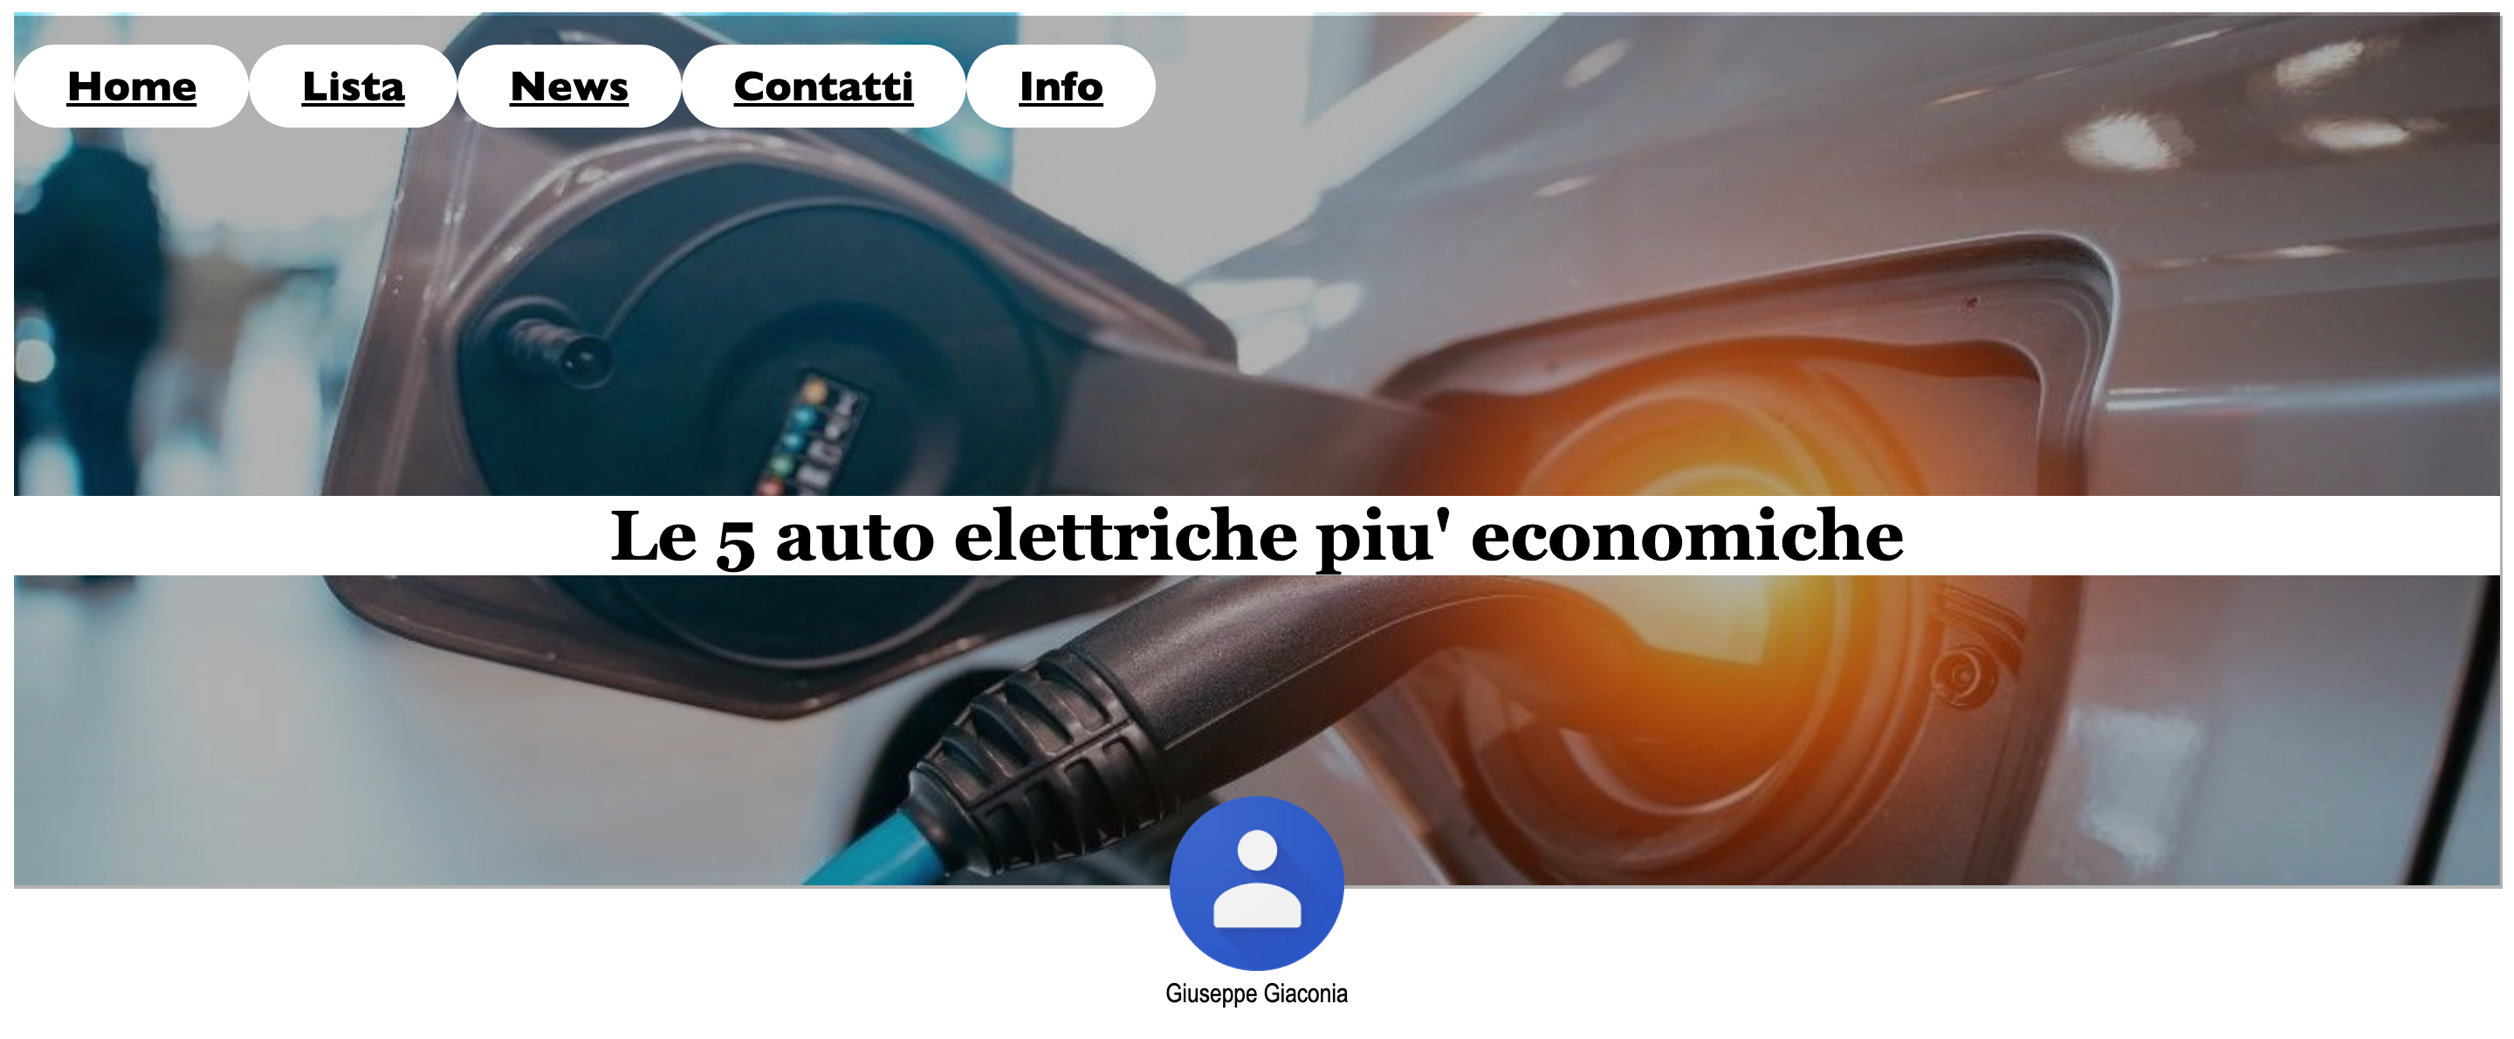 Home Lista News Contatti Info
Le 5 auto elettriche piu' economiche
Giuseppe Giaconia